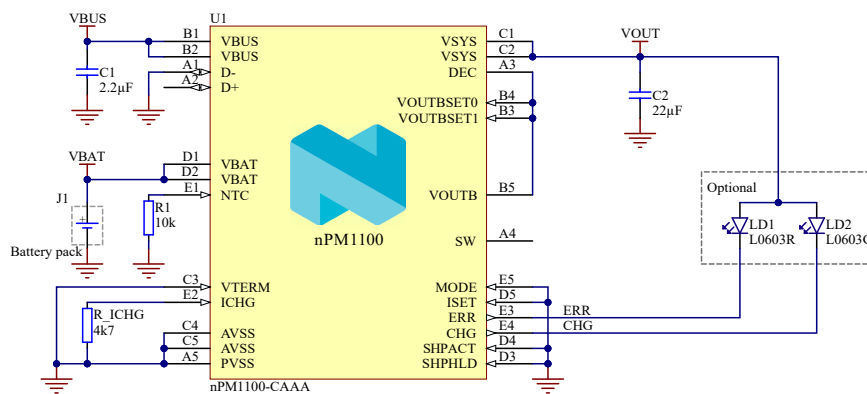 U1
VBUS
B1 VBUS
B2 VBUS
A1 D-
A2 D+
C1
2.2µF
VSYS C1
VSYS C2
DEC A3
VOUTBSET0 B4
VOUTBSET1 B3
VOUTB B5
SW A4
VOUT
C2
22µF
VBAT
D1 VBAT
D2 VBAT
E1 NTC
J1
+
Battery pack
R1
10k
nPM1100
Optional
LD1
L0603R
LD2
L0603G
C3 VTERM
E2 ICHG
R_ICHG
4k7
C4 AVSS
C5 AVSS
A5 PVSS
MODE E5
ISET D5
ERR E3 ERR
CHG E4 CHG
SHPACT D4
SHPHLD D3
nPM1100-CAAA